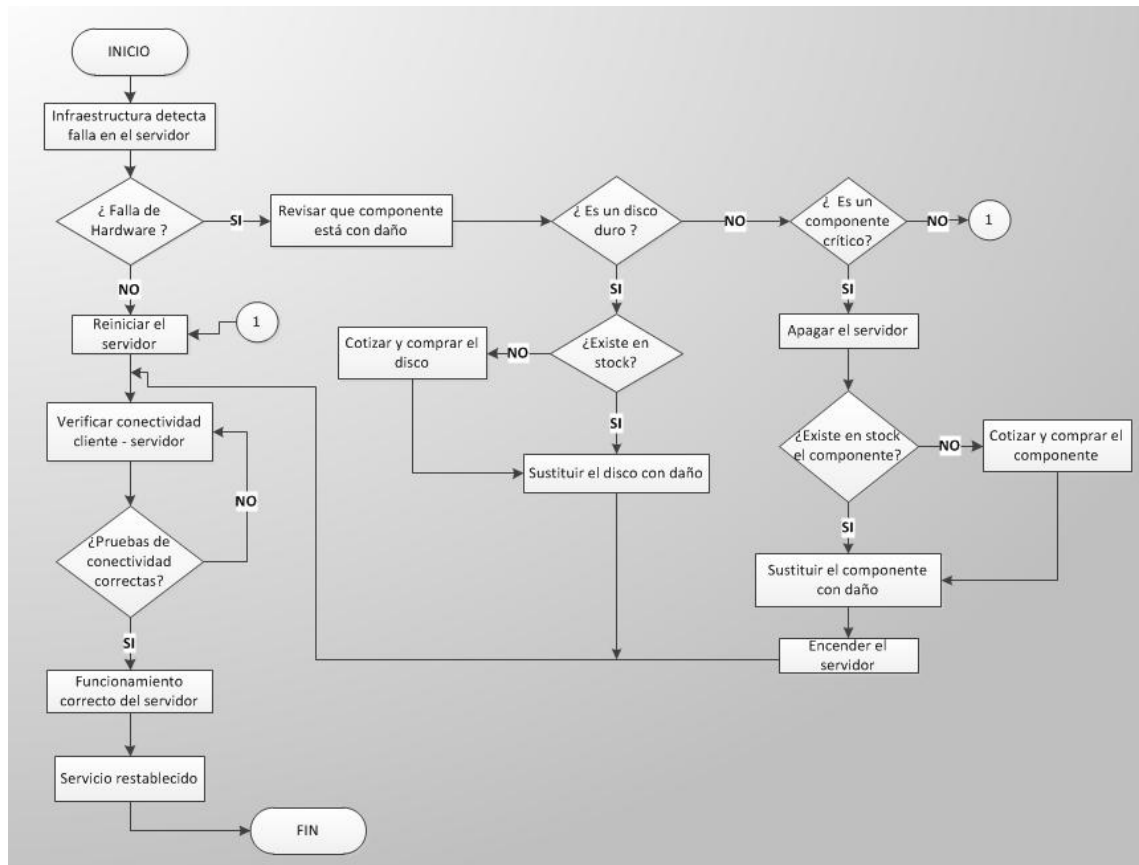 INICIO
Infraestructura detecta
falla en el servidor
¿ Falla de
Hardware ?
SI
Revisar que componente
está con daño
¿ Es un disco
duro ?
NO
¿ Es un
componente
crítico?
NO
1
NO
SI
SI
Reiniciar el
servidor
1
Cotizar y comprar el
disco
NO
¿Existe en
stock?
Apagar el servidor
Verificar conectividad
cliente - servidor
SI
¿Existe en stock
el componente?
NO
Cotizar y comprar el
componente
Sustituir el disco con daño
NO
¿Pruebas de
conectividad
correctas?
SI
Sustituir el componente
con daño
SI
Encender el
servidor
Funcionamiento
correcto del servidor
Servicio restablecido
FIN